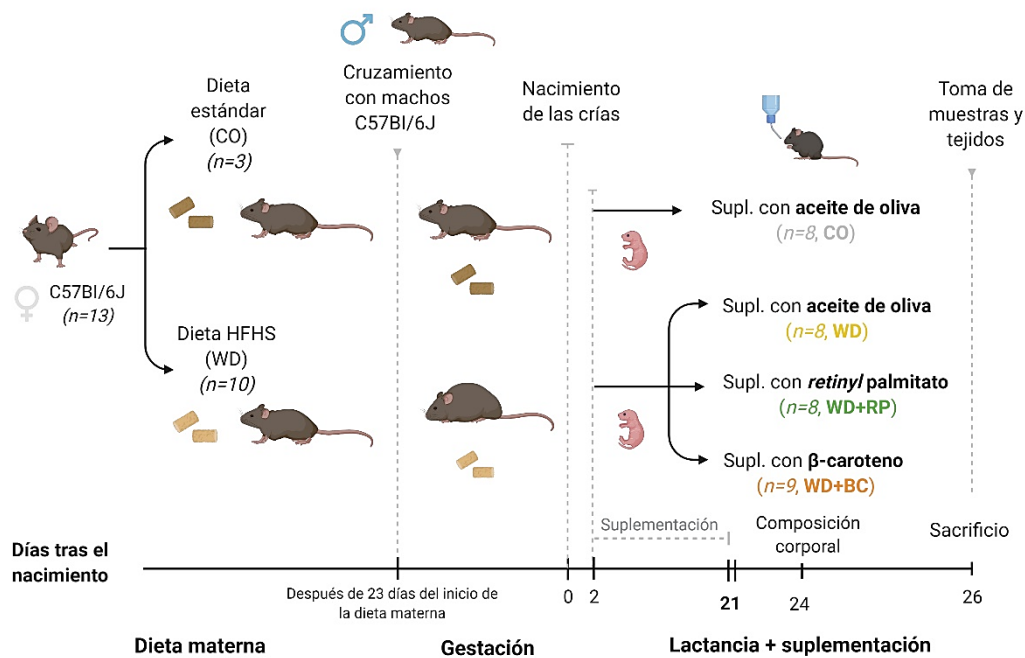 Dieta
estándar
(CO)
(n=3)
Cruzamiento
con machos
C57Bl/6J
Nacimiento
de las crías
Toma de
muestras y
tejidos
C57Bl/6J
(n=13)
Dieta HFHS
(WD)
(n=10)
Supl. con aceite de oliva
(n=8, CO)
Supl. con aceite de oliva
(n=8, WD)
Supl. con retinyl palmitato
(n=8, WD+RP)
Supl. con β-caroteno
(n=9, WD+BC)
Suplementación
Composición
corporal
Sacrificio
Días tras el
nacimiento
Después de 23 días del inicio de
la dieta materna
0
2
21
24
26
Dieta materna
Gestación
Lactancia + suplementación